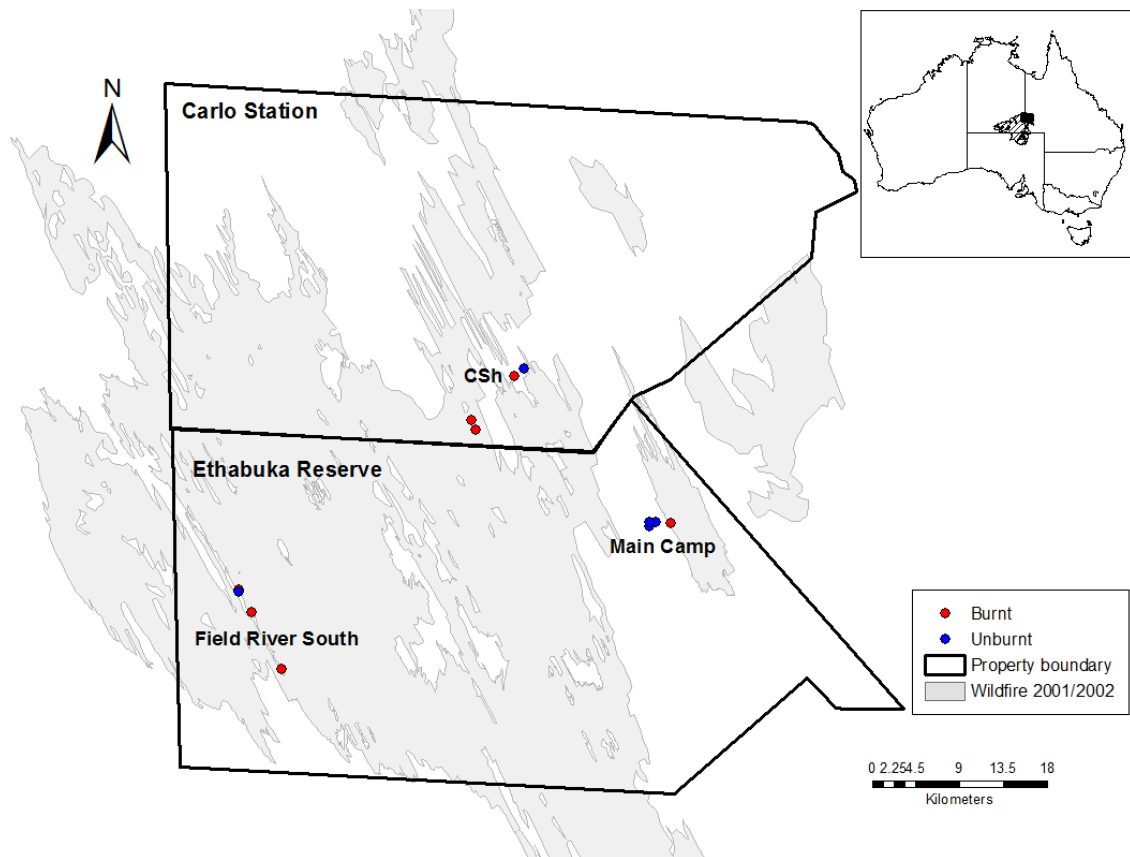 N
Carlo Station
CSh
Ethabuka Reserve
Main Camp
Field River South
Burnt
Unburnt
Property boundary
Wildfire 2001/2002
0 2.254.5 9 13.5 18
Kilometers